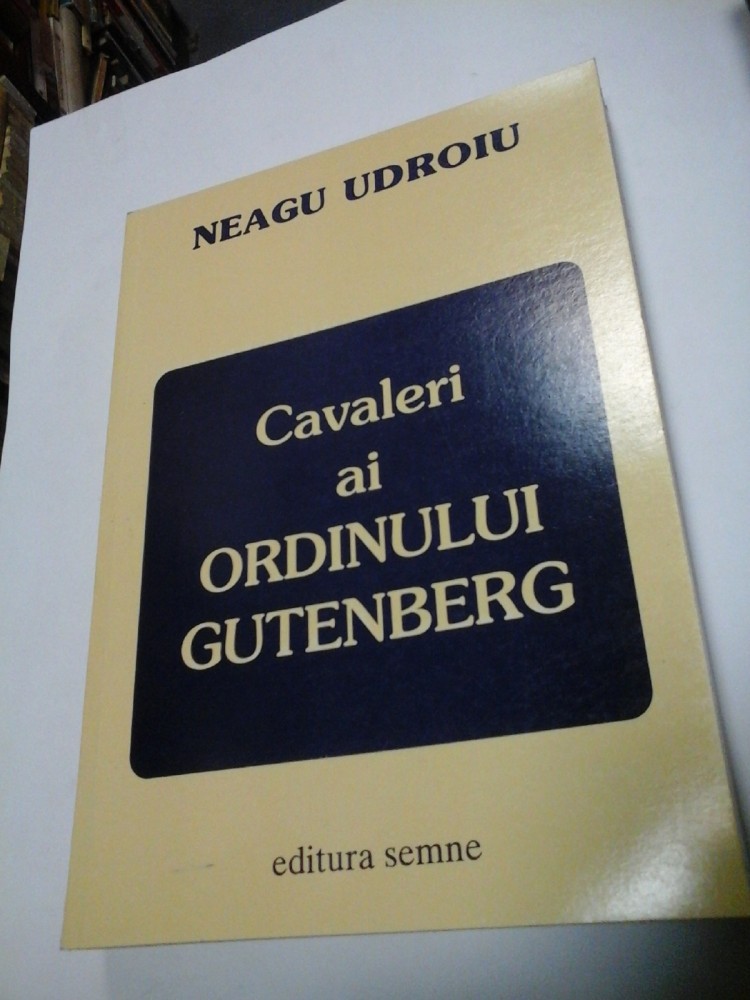 NEAGU UDROIU
Cavaleri
ai
ORDINULUI
GUTENBERG
editura semne